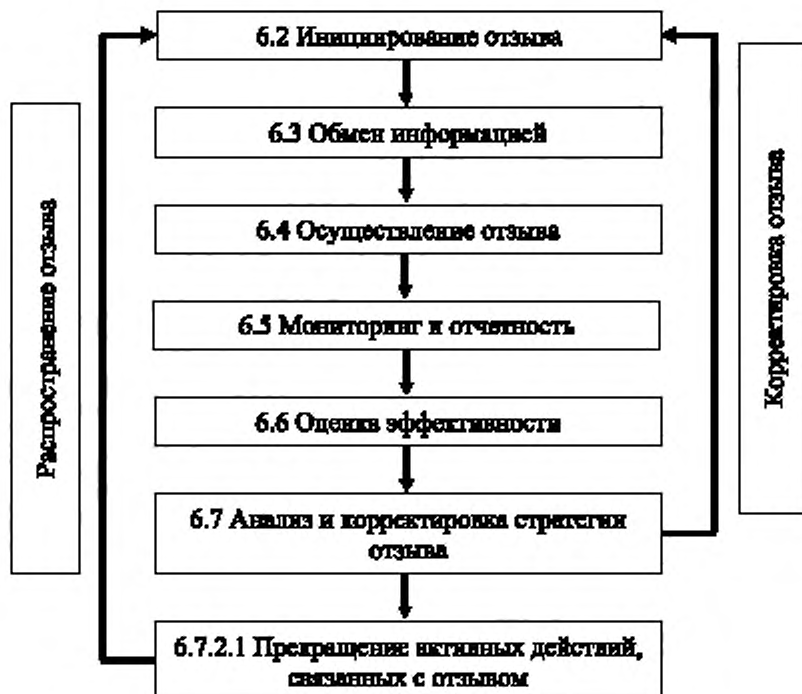 6.2 Инициирование отзыва
6.3 Обмен информацией
6.4 Осуществление отзыва
6.5 Мониторинг и отчетность
6.6 Оценка эффективности
6.7 Анализ и корректировка стратегии
отзыва
6.7.2.1 Прекращение активных действий,
связанных с отзывом
Распространение отзыва
Корректировка отзыва